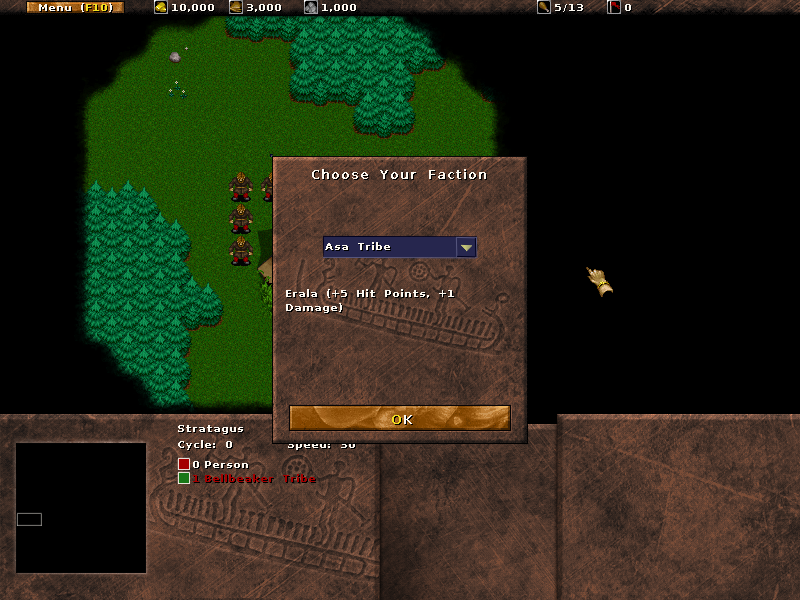 Menu (F10) 10,000 3,000 1,000 5/13 0
Choose Your Faction
Asa Tribe
Erala (+5 Hit Points, +1
Damage)
OK
Stratagus
Cycle: 0 Speed: 30
0 Person
1 Bellbeaker Tribe